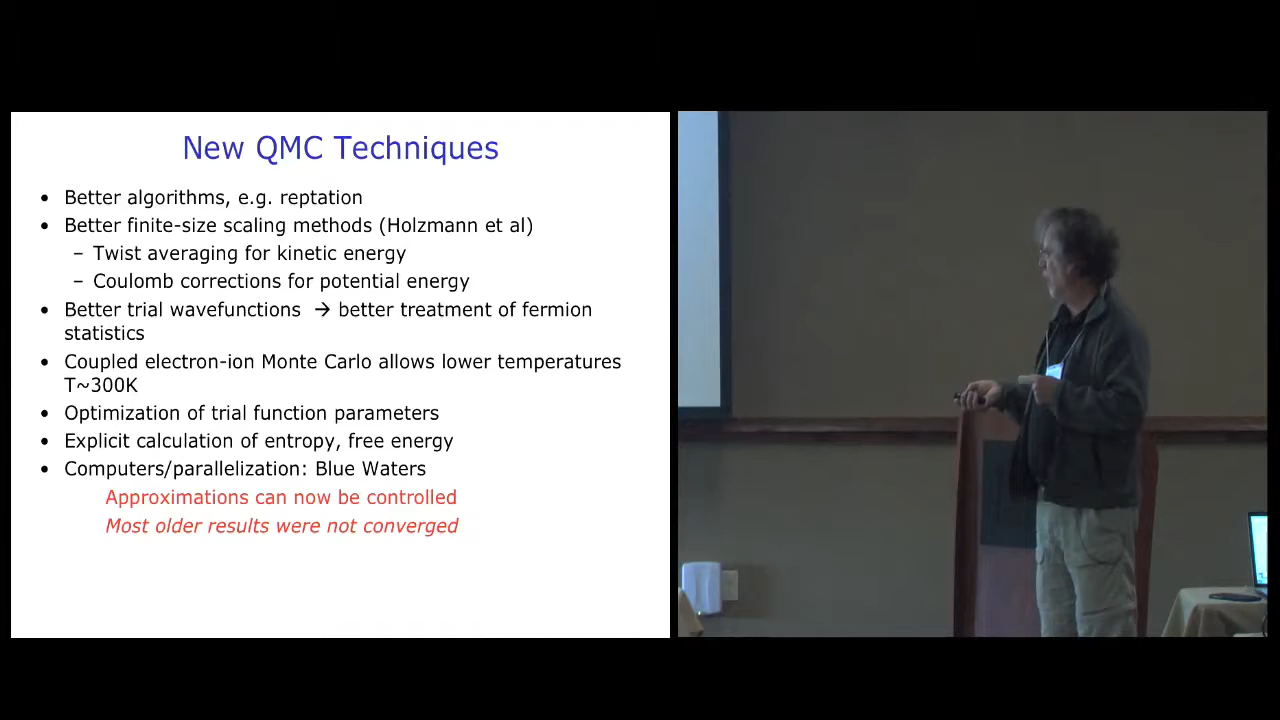 New QMC Techniques
• Better algorithms, e.g. reptation
• Better finite-size scaling methods (Holzmann et al)
– Twist averaging for kinetic energy
– Coulomb corrections for potential energy
• Better trial wavefunctions → better treatment of fermion
statistics
• Coupled electron-ion Monte Carlo allows lower temperatures
T~300K
• Optimization of trial function parameters
• Explicit calculation of entropy, free energy
• Computers/parallelization: Blue Waters
Approximations can now be controlled
Most older results were not converged